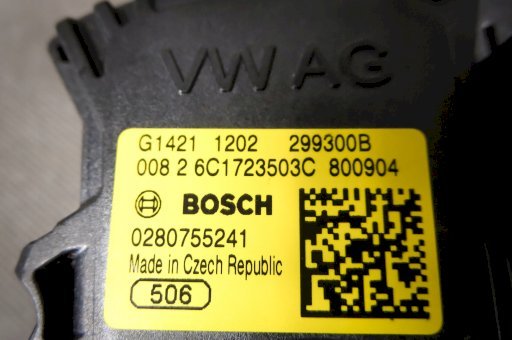 VW AG
G1421 1202 299300B
008 2 6C1723503C 800904
BOSCH
0280755241
Made in Czech Republic
506